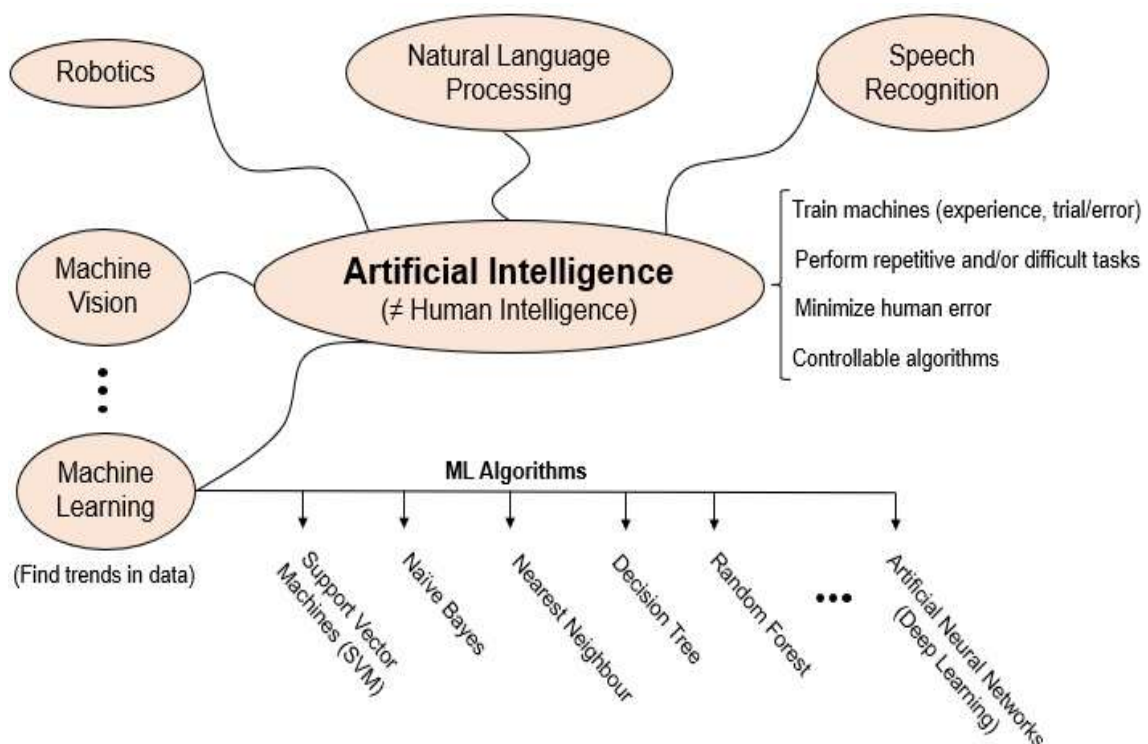 Robotics
Natural Language
Processing
Speech
Recognition
Train machines (experience, trial/error)
Perform repetitive and/or difficult tasks
Minimize human error
Controllable algorithms
Artificial Intelligence
(≠ Human Intelligence)
Machine
Vision
Machine
Learning
(Find trends in data)
ML Algorithms
Support Vector
Machines (SVM)
Naïve Bayes
Nearest Neighbour
Decision Tree
Random Forest
Artificial Neural Networks
(Deep Learning)